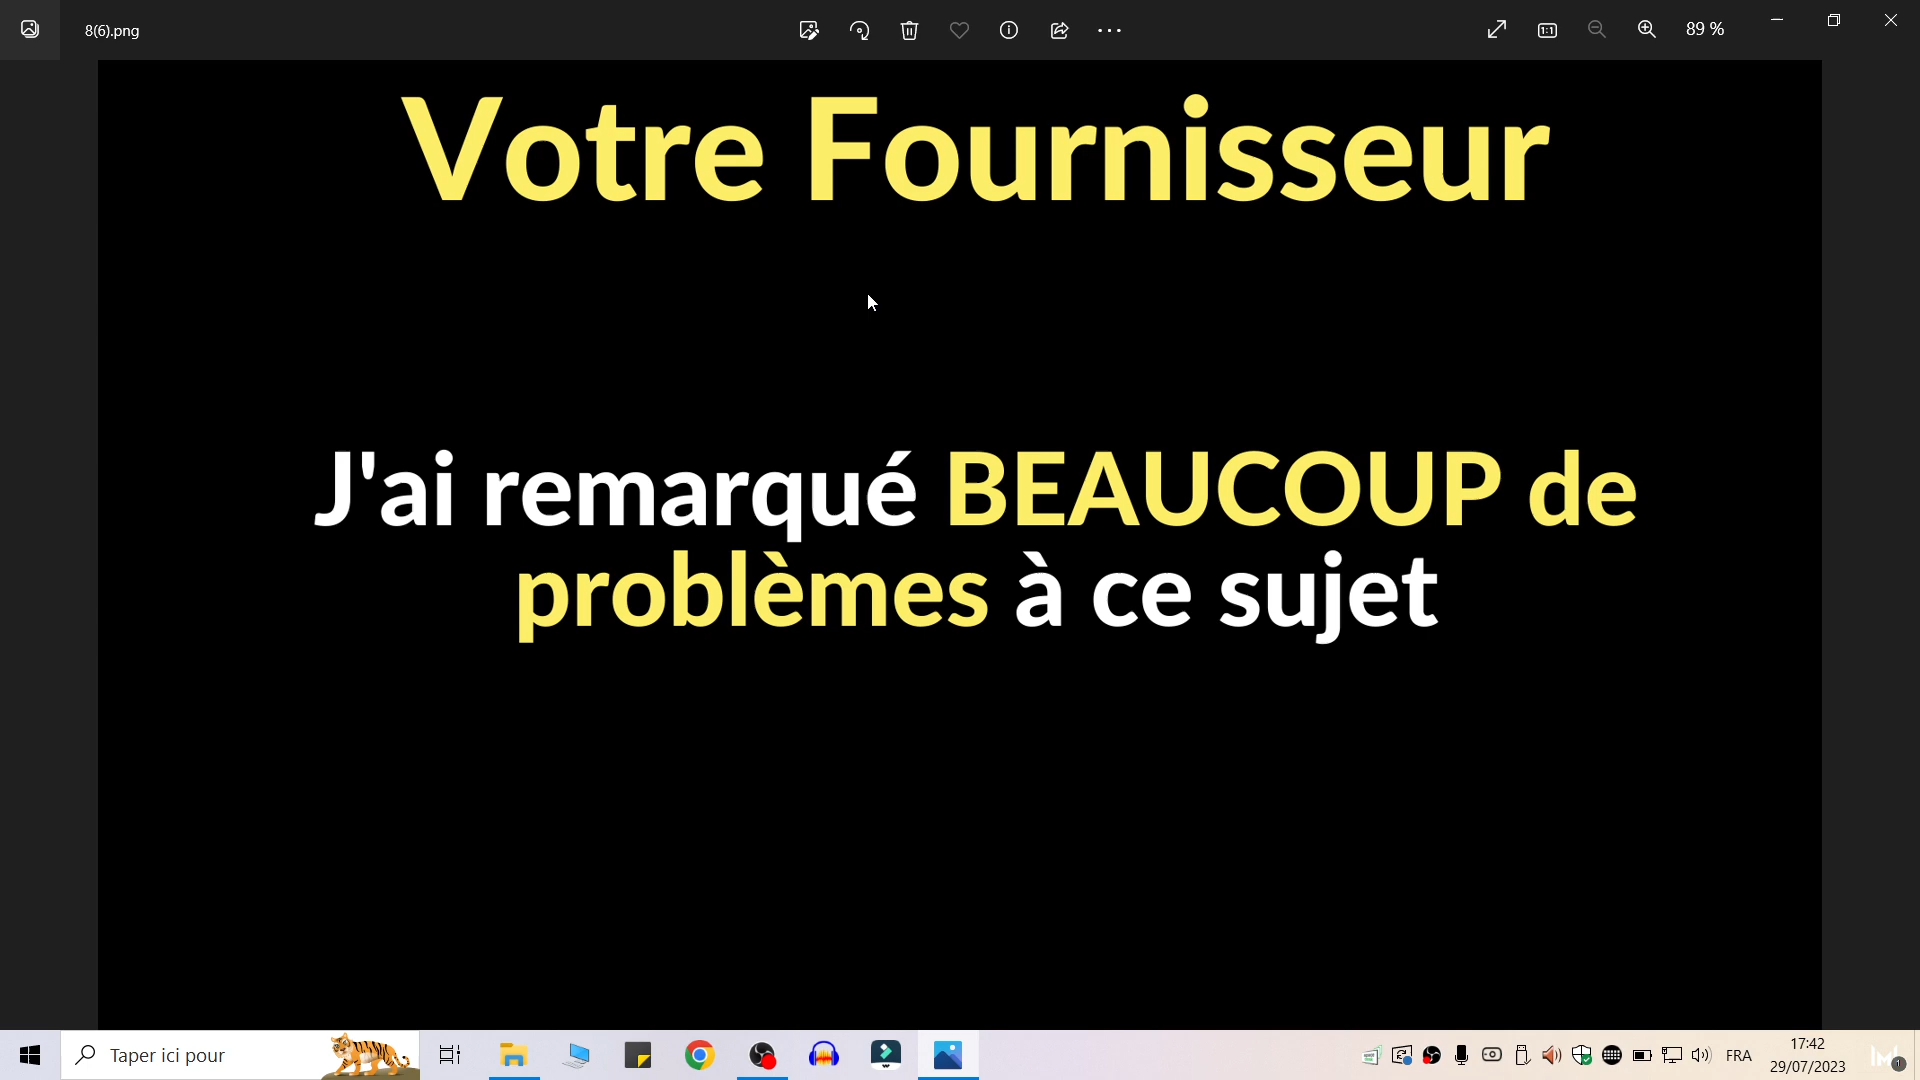 8(6).png
89 %
Votre Fournisseur
J'ai remarqué BEAUCOUP de
problèmes à ce sujet
Taper ici pour
FRA
17:42
29/07/2023